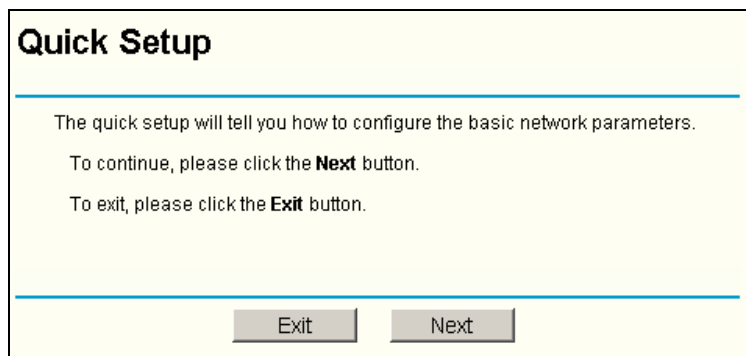 Quick Setup
The quick setup will tell you how to configure the basic network parameters.
To continue, please click the Next button.
To exit, please click the Exit button.
Exit
Next